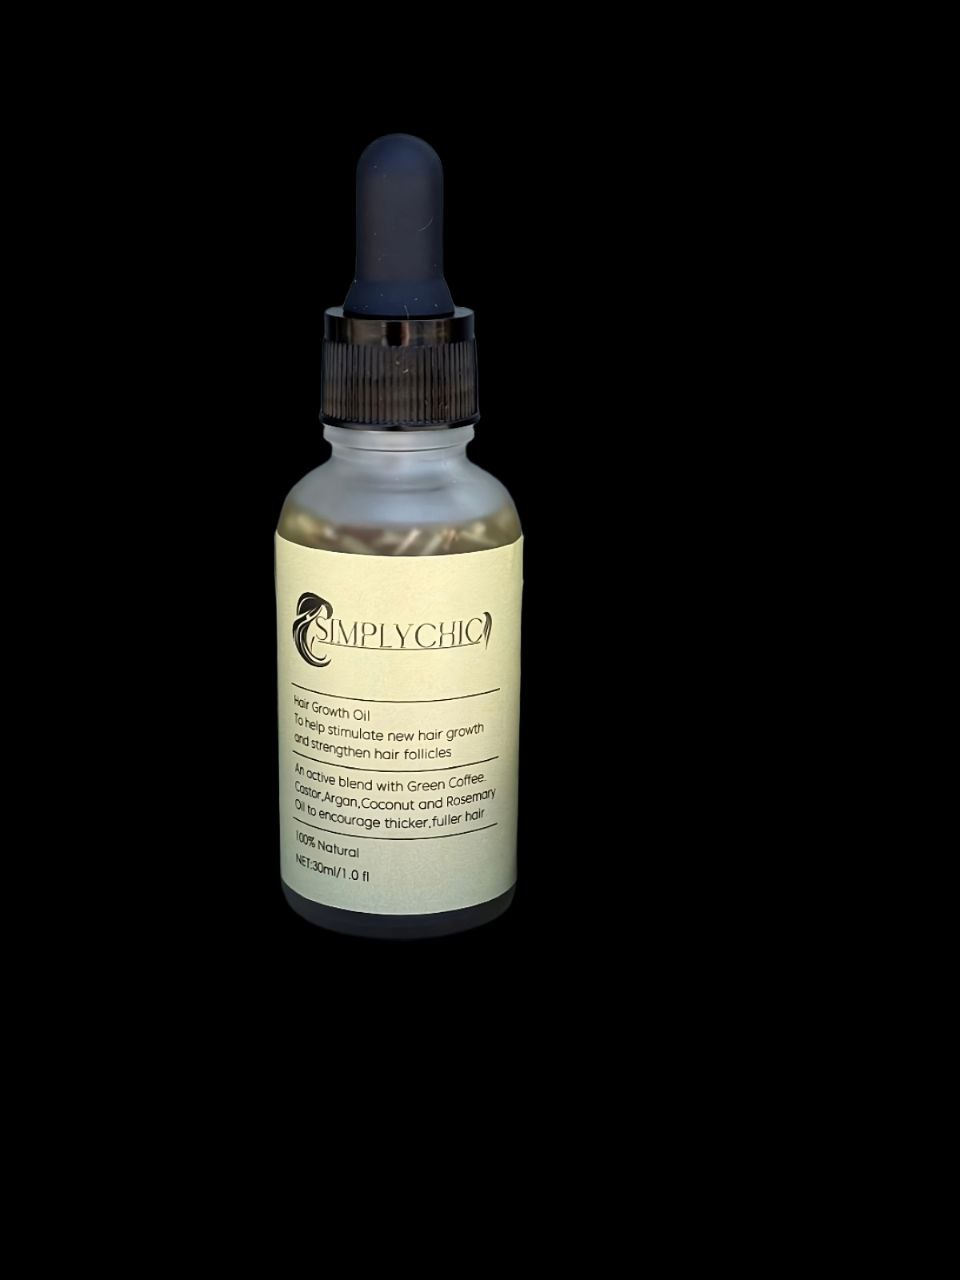 SIMPLYCHIC
Hair Growth Oil
To help stimulate new hair growth
and strengthen hair follicles
An active blend with Green Coffee.
Castor,Argan,Coconut and Rosemary
Oil to encourage thicker,fuller hair
100% Natural
NET:30ml/1.0 fl